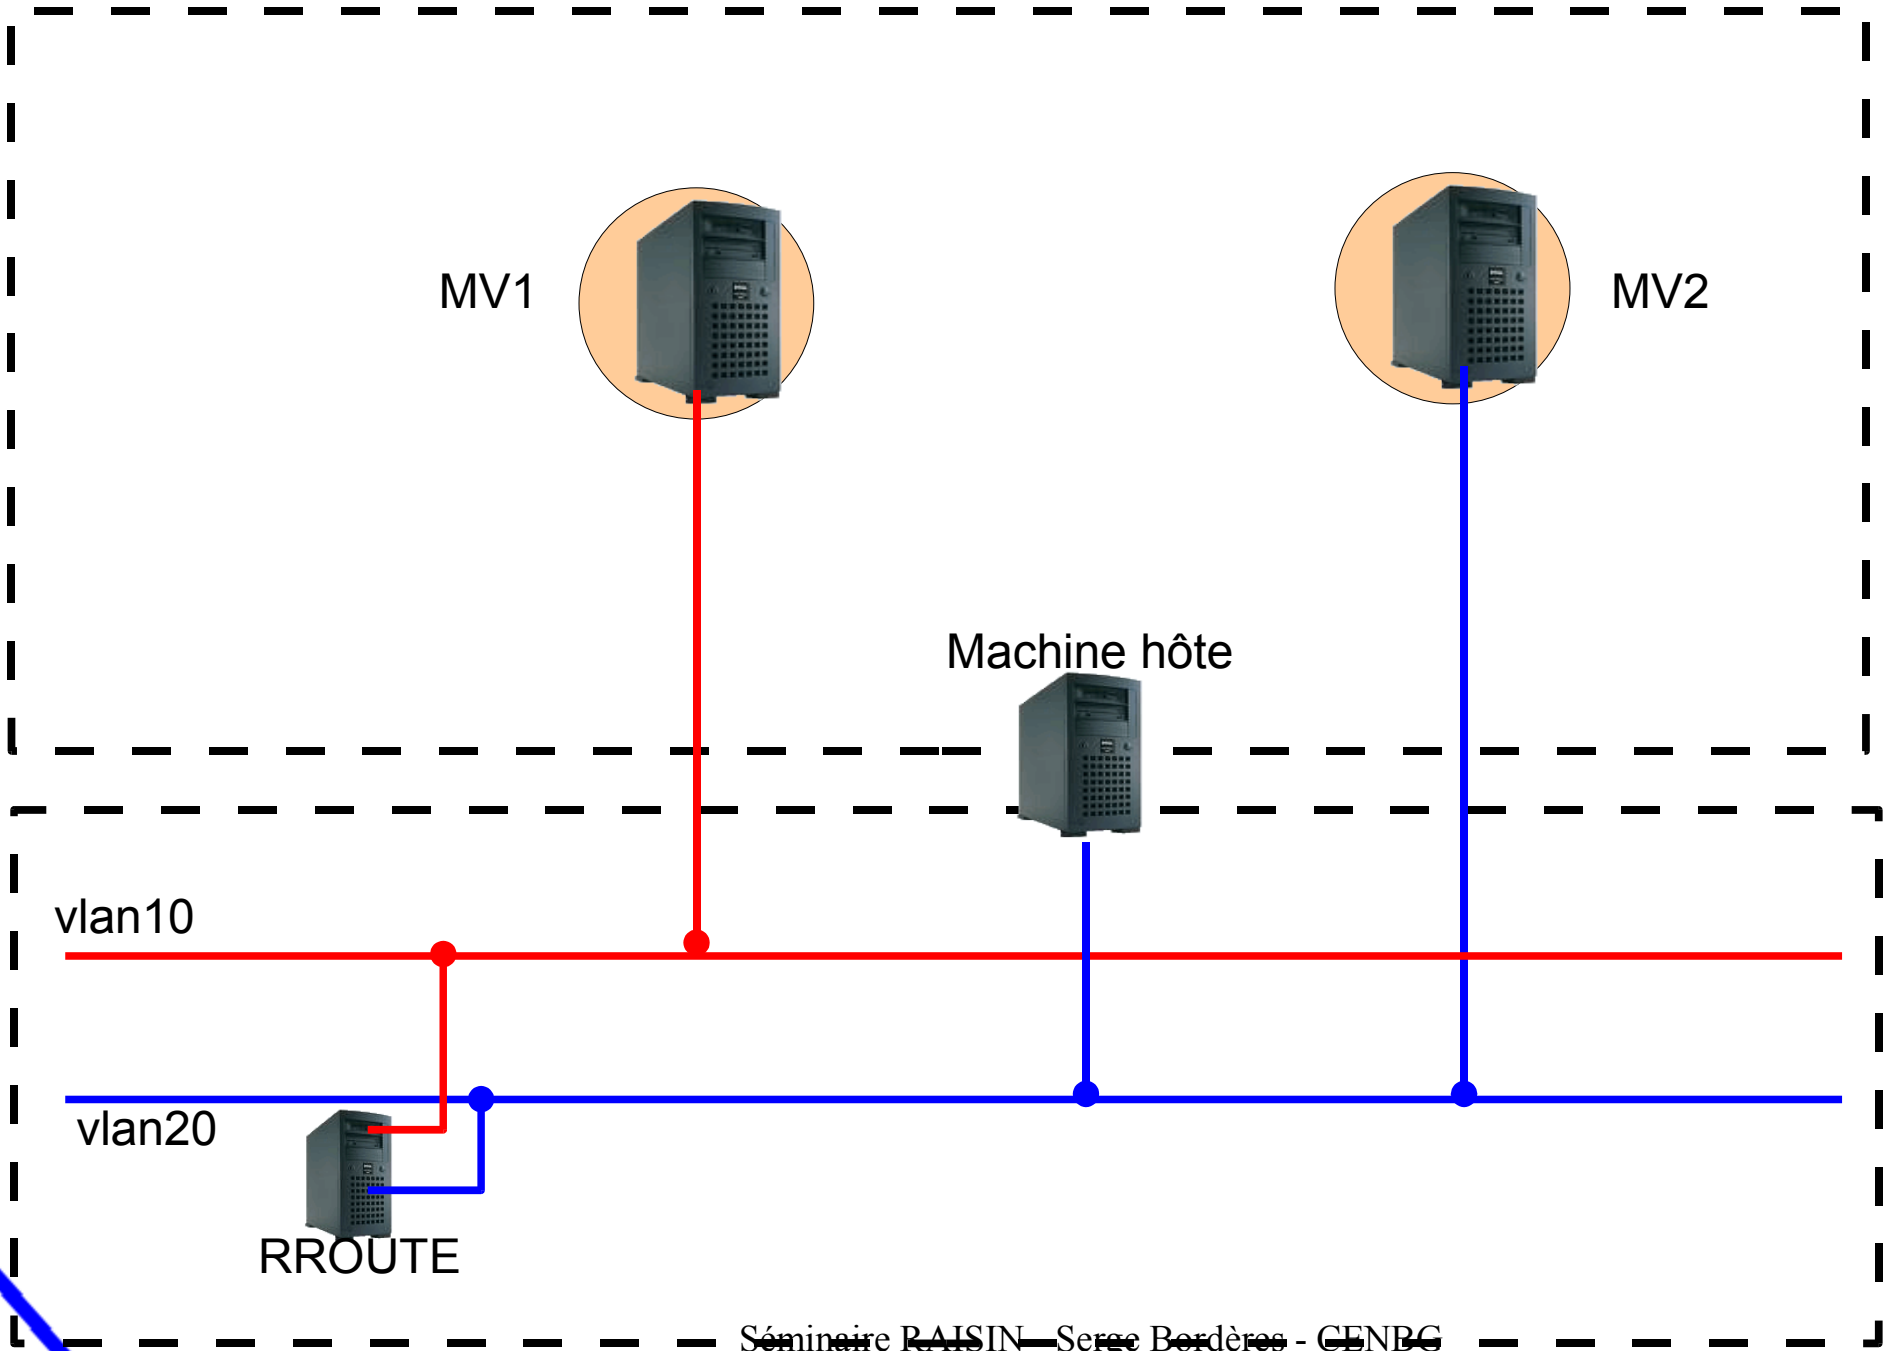 MV1
MV2
Machine hôte
vlan10
vlan20
RROUTE
Séminaire RAISIN – Serge Bordères - CENBG